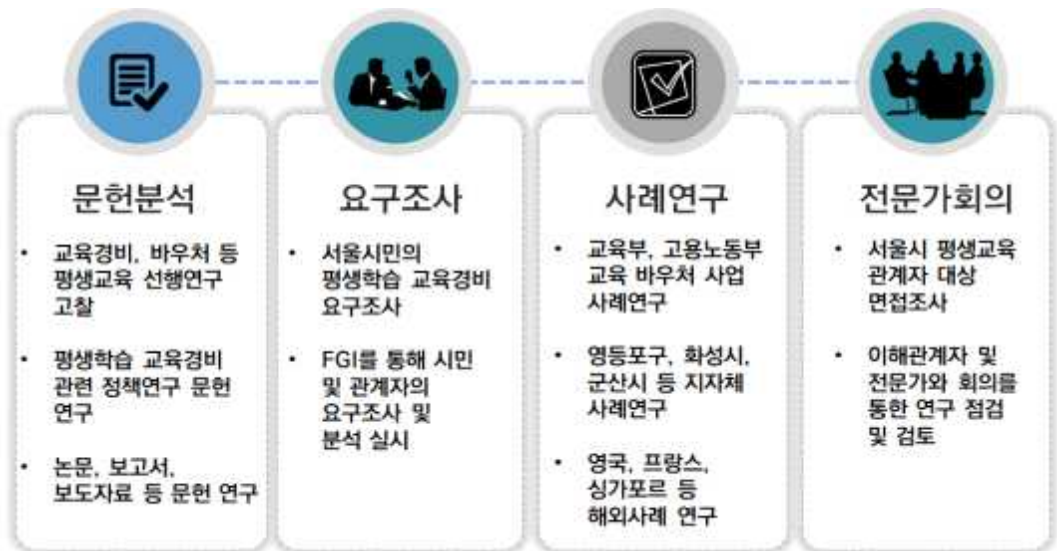 문헌분석
• 교육경비, 바우처 등
평생교육 선행연구
고찰
• 평생학습 교육경비
관련 정책연구 문헌
연구
• 논문, 보고서,
보도자료 등 문헌 연구
요구조사
• 서울시민의
평생학습 교육경비
요구조사
• FGI를 통해 시민
및 관계자의
요구조사 및
분석 실시
사례연구
• 교육부, 고용노동부
교육 바우처 사업
사례연구
• 영등포구, 화성시,
군산시 등 지자체
사례연구
• 영국, 프랑스,
싱가포르 등
해외사례 연구
전문가회의
• 서울시 평생교육
관계자 대상
면접조사
• 이해관계자 및
전문가와 회의를
통한 연구 점검
및 검토